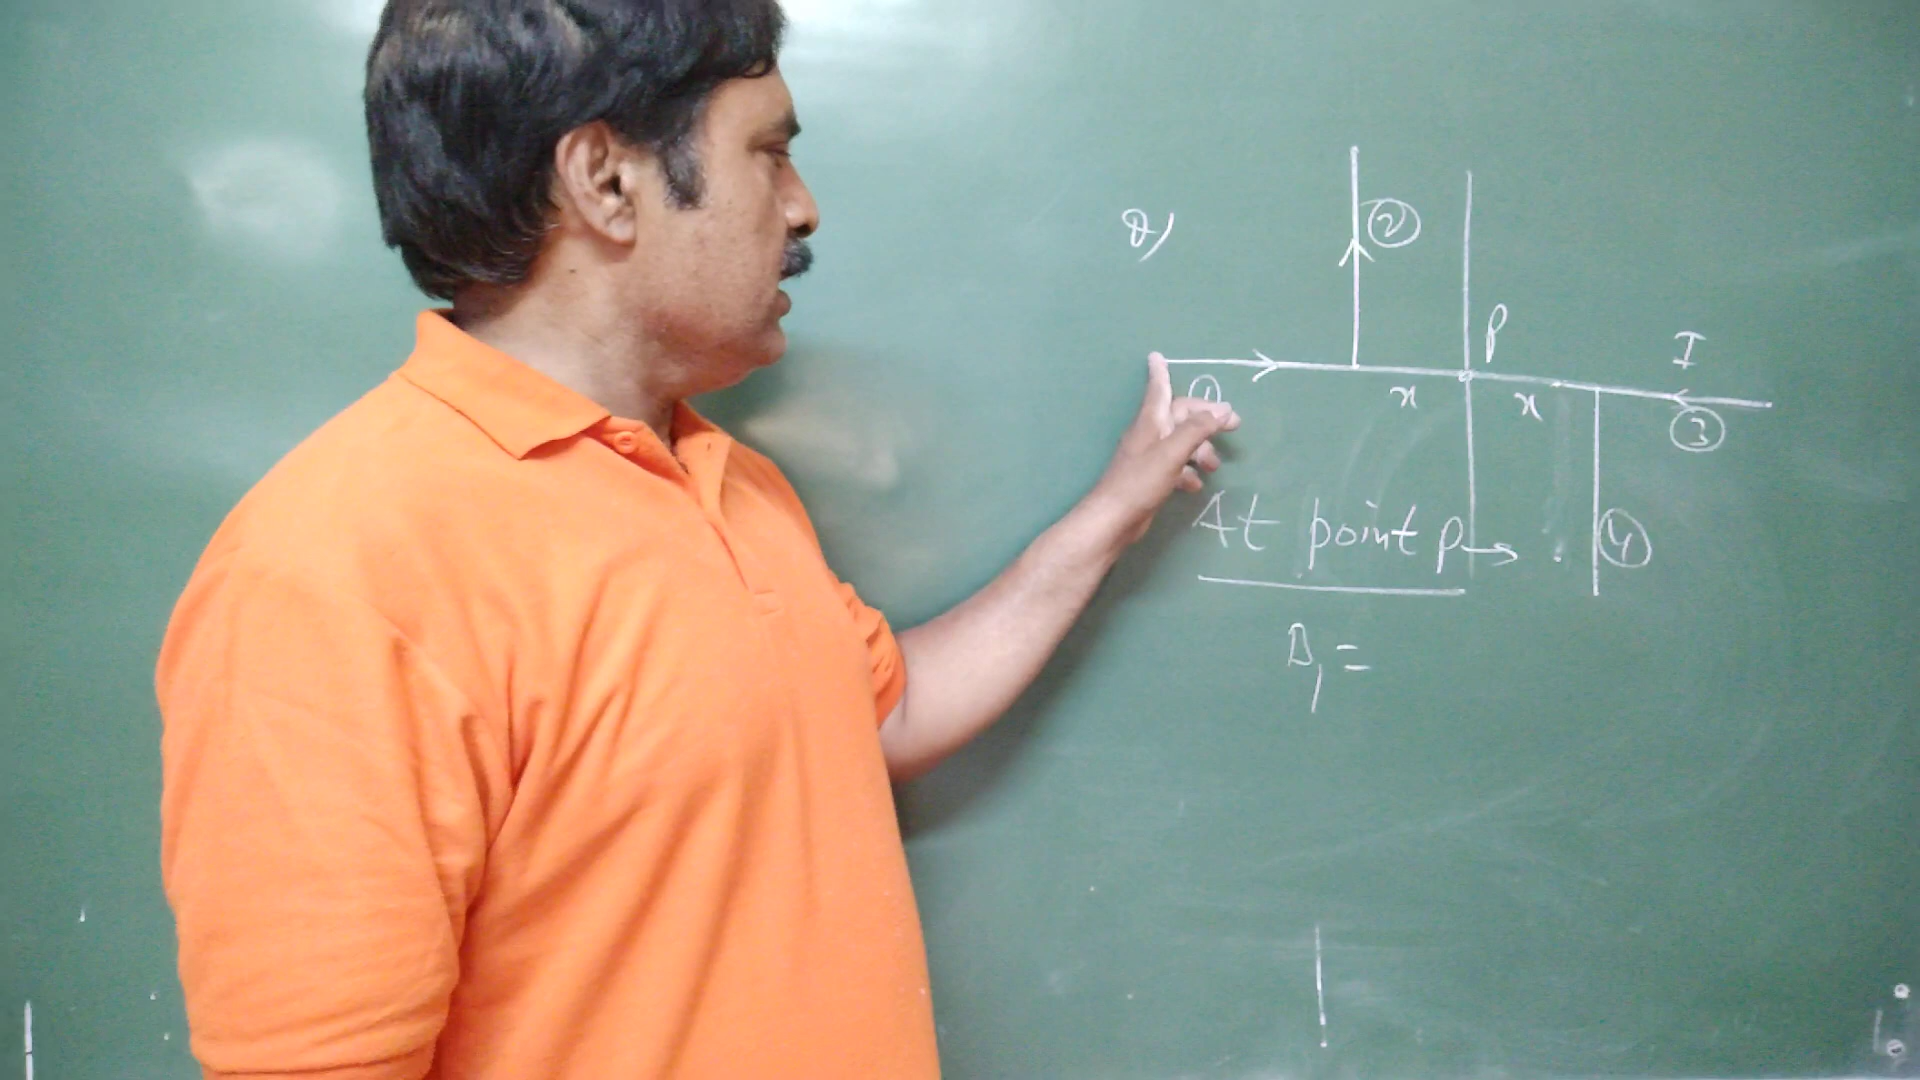 Q)
②
P
I
①
x x
③
At point P →
④
B₁ =